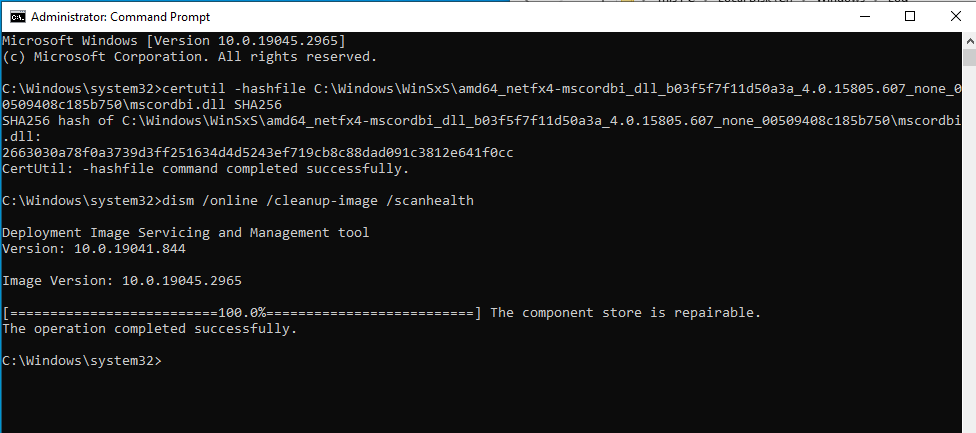 Administrator: Command Prompt
Microsoft Windows [Version 10.0.19045.2965]
(c) Microsoft Corporation. All rights reserved.
C:\Windows\system32>certutil -hashfile C:\Windows\WinSxS\amd64_netfx4-mscordbi_dll_b03f5f7f11d50a3a_4.0.15805.607_none_0
0509408c185b750\mscordbi.dll SHA256
SHA256 hash of C:\Windows\WinSxS\amd64_netfx4-mscordbi_dll_b03f5f7f11d50a3a_4.0.15805.607_none_00509408c185b750\mscordbi
.dll:
2663030a78f0a3739d3ff251634d4d5243ef719cb8c88dad091c3812e641f0cc
CertUtil: -hashfile command completed successfully.
C:\Windows\system32>dism /online /cleanup-image /scanhealth
Deployment Image Servicing and Management tool
Version: 10.0.19041.844
Image Version: 10.0.19045.2965
[==========================100.0%==========================] The component store is repairable.
The operation completed successfully.
C:\Windows\system32>